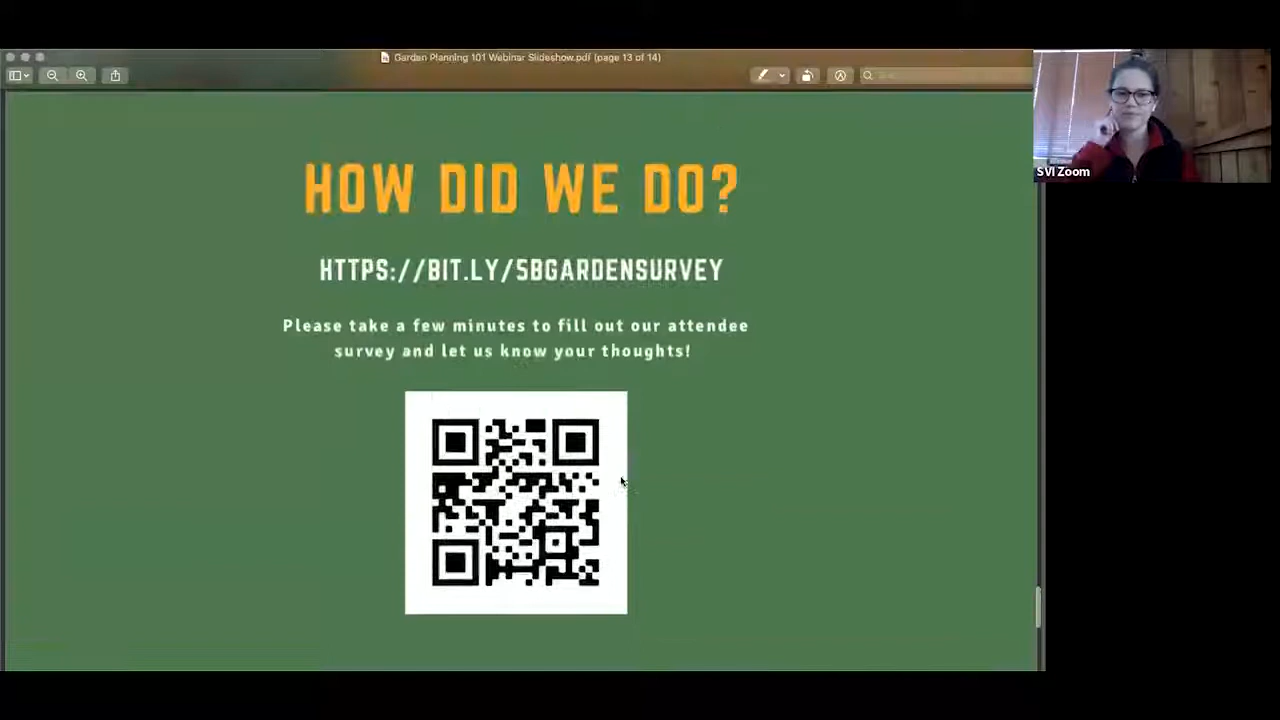 Garden Planning 101 Webinar Slideshow.pdf (page 13 of 14)
SVI Zoom
HOW DID WE DO?
HTTPS://BIT.LY/SBGARDENSURVEY
Please take a few minutes to fill out our attendee
survey and let us know your thoughts!